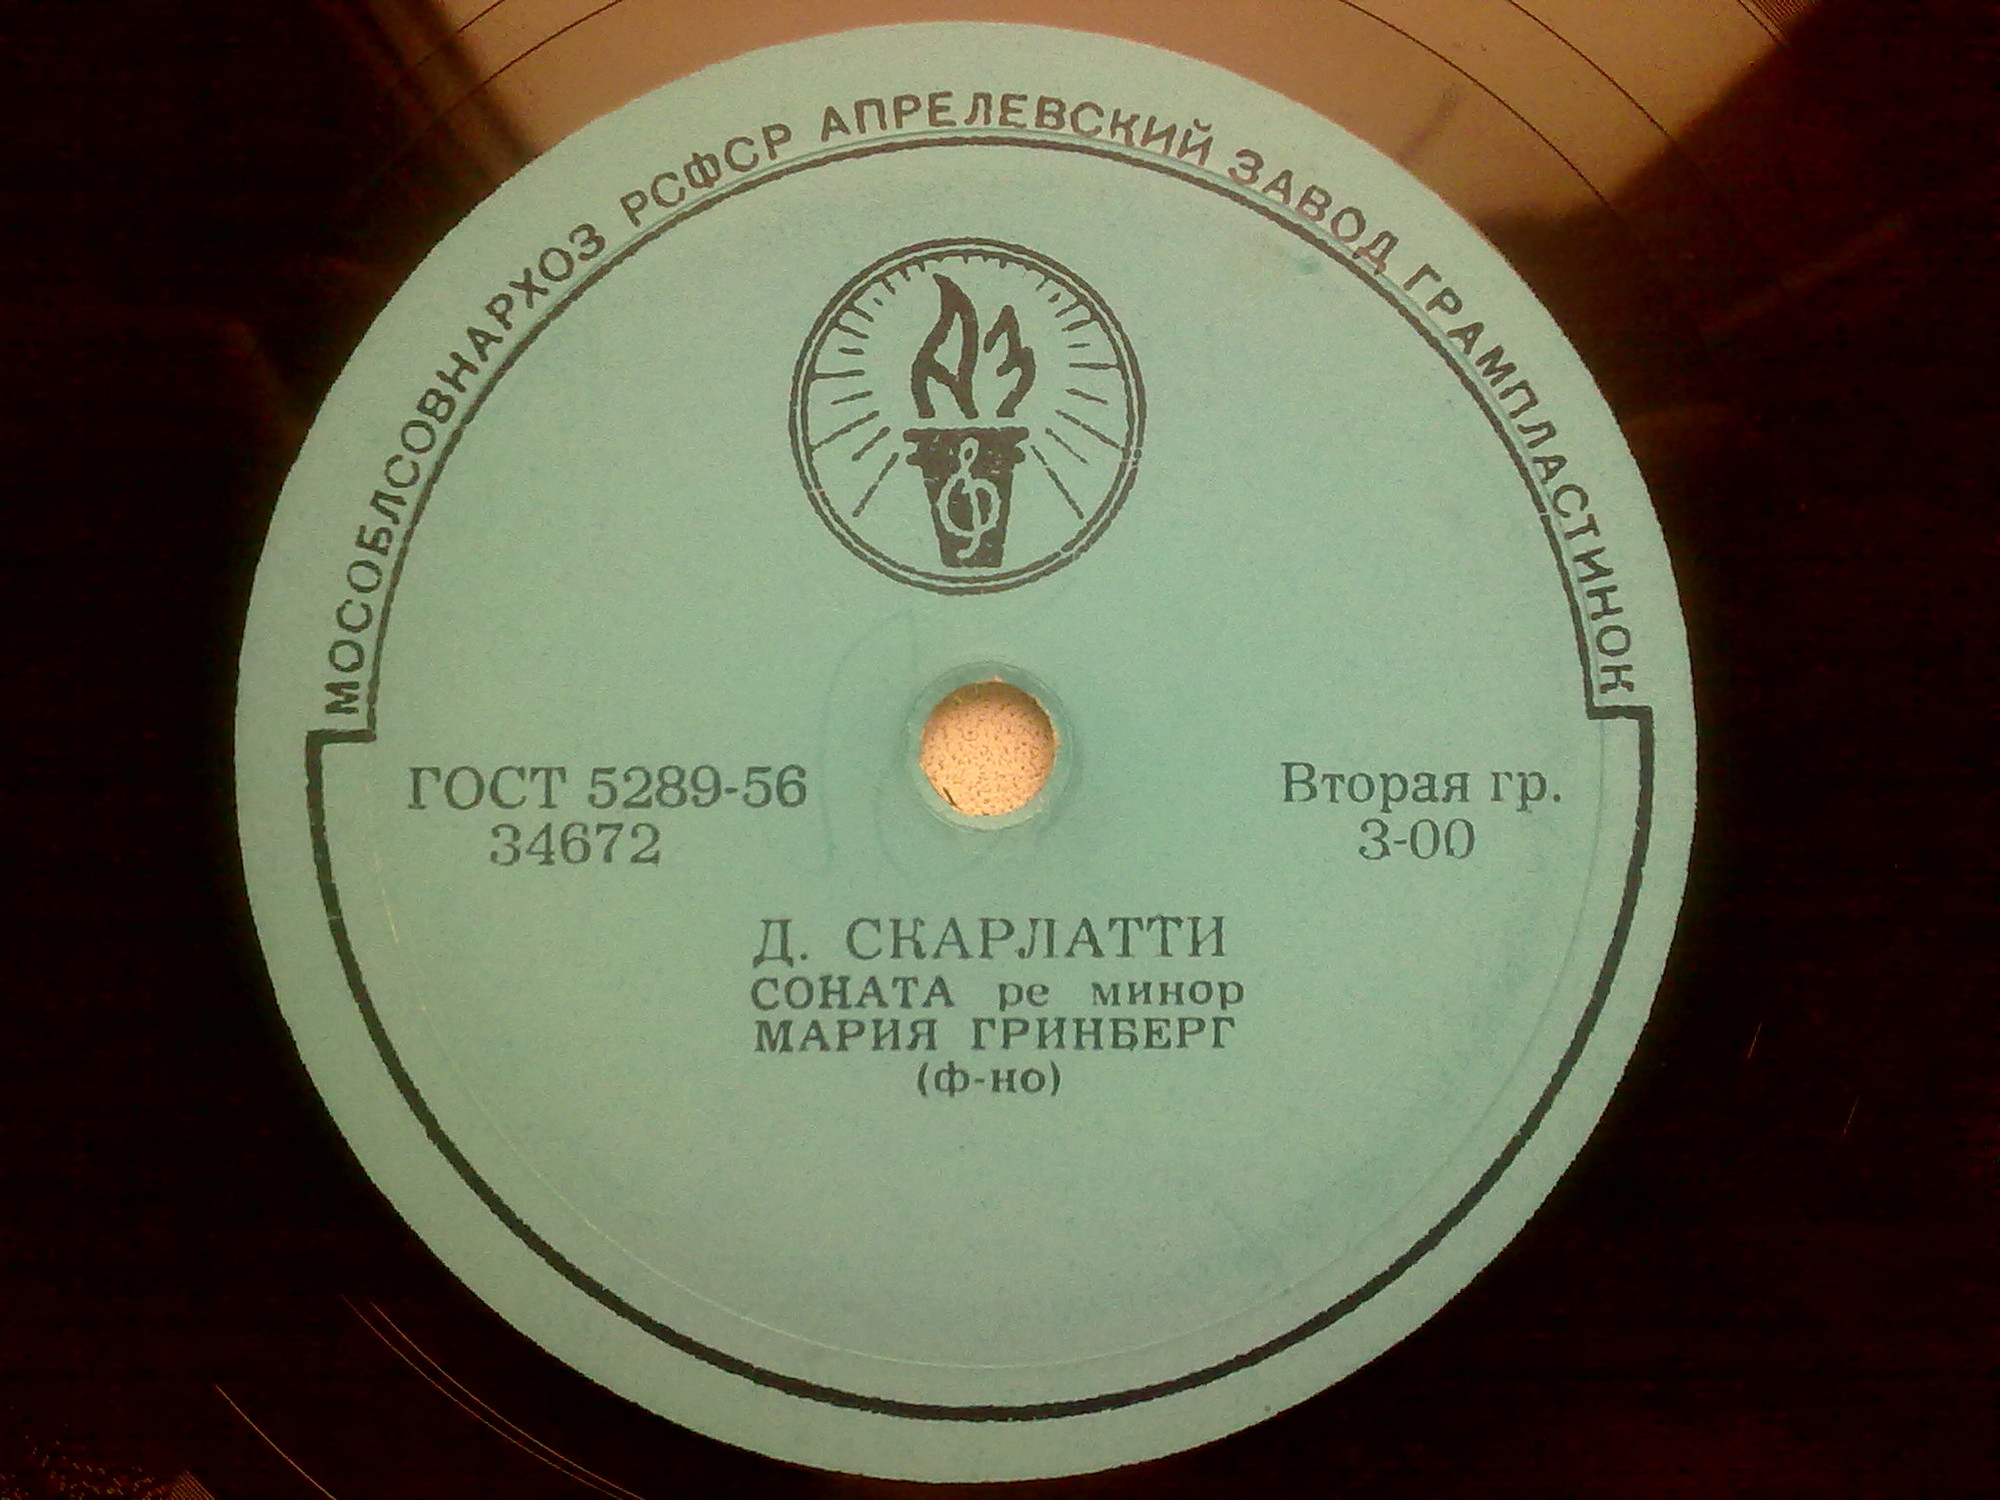 МОСОБЛСОВНАРХОЗ РСФСР АПРЕЛЕВСКИЙ ЗАВОД ГРАМПЛАСТИНОК
АЗ
ГОСТ 5289-56
34672
Вторая гр.
3-00
Д. СКАРЛАТТИ
СОНАТА ре минор
МАРИЯ ГРИНБЕРГ
(ф-но)